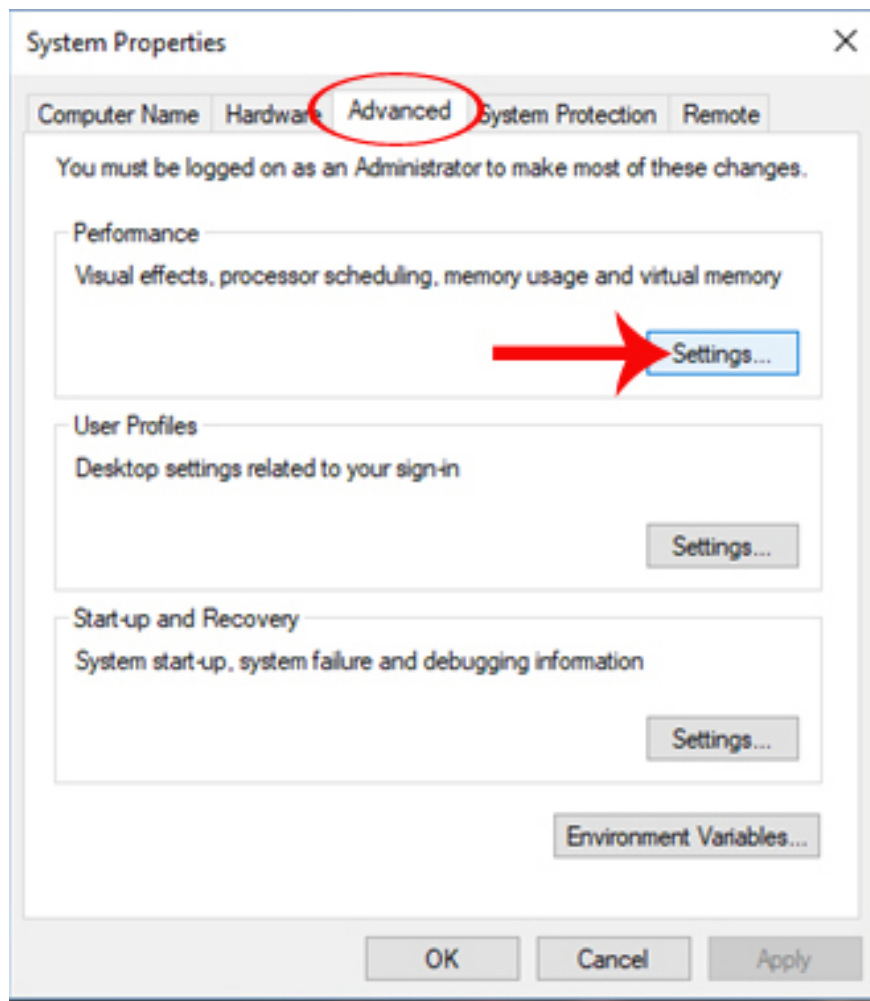 System Properties
Computer Name Hardware Advanced System Protection Remote
You must be logged on as an Administrator to make most of these changes.
Performance
Visual effects, processor scheduling, memory usage and virtual memory
Settings...
User Profiles
Desktop settings related to your sign-in
Settings...
Start-up and Recovery
System start-up, system failure and debugging information
Settings...
Environment Variables...
OK Cancel Apply